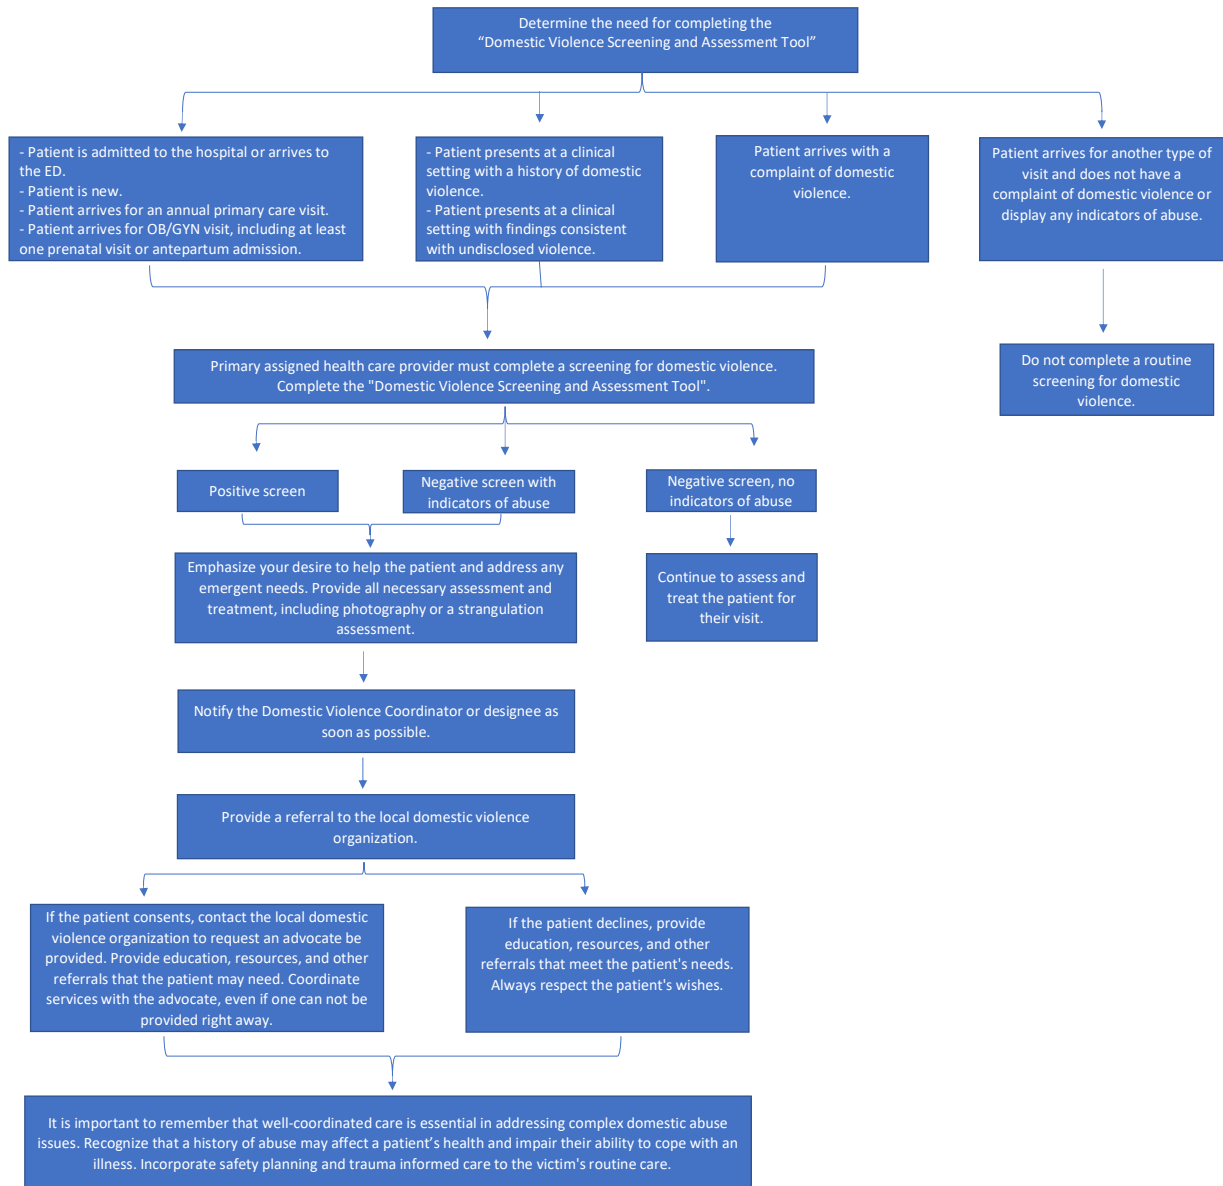 Determine the need for completing the
“Domestic Violence Screening and Assessment Tool”
- Patient is admitted to the hospital or arrives to
the ED.
- Patient is new.
- Patient arrives for an annual primary care visit.
- Patient arrives for OB/GYN visit, including at least
one prenatal visit or antepartum admission.
- Patient presents at a clinical
setting with a history of domestic
violence.
- Patient presents at a clinical
setting with findings consistent
with undisclosed violence.
Patient arrives with a
complaint of domestic
violence.
Patient arrives for another type of
visit and does not have a
complaint of domestic violence or
display any indicators of abuse.
Primary assigned health care provider must complete a screening for domestic violence.
Complete the "Domestic Violence Screening and Assessment Tool".
Do not complete a routine
screening for domestic
violence.
Positive screen
Negative screen with
indicators of abuse
Negative screen, no
indicators of abuse
Emphasize your desire to help the patient and address any
emergent needs. Provide all necessary assessment and
treatment, including photography or a strangulation
assessment.
Continue to assess and
treat the patient for
their visit.
Notify the Domestic Violence Coordinator or designee as
soon as possible.
Provide a referral to the local domestic violence
organization.
If the patient consents, contact the local domestic
violence organization to request an advocate be
provided. Provide education, resources, and other
referrals that the patient may need. Coordinate
services with the advocate, even if one can not be
provided right away.
If the patient declines, provide
education, resources, and other
referrals that meet the patient's needs.
Always respect the patient's wishes.
It is important to remember that well-coordinated care is essential in addressing complex domestic abuse
issues. Recognize that a history of abuse may affect a patient’s health and impair their ability to cope with an
illness. Incorporate safety planning and trauma informed care to the victim's routine care.